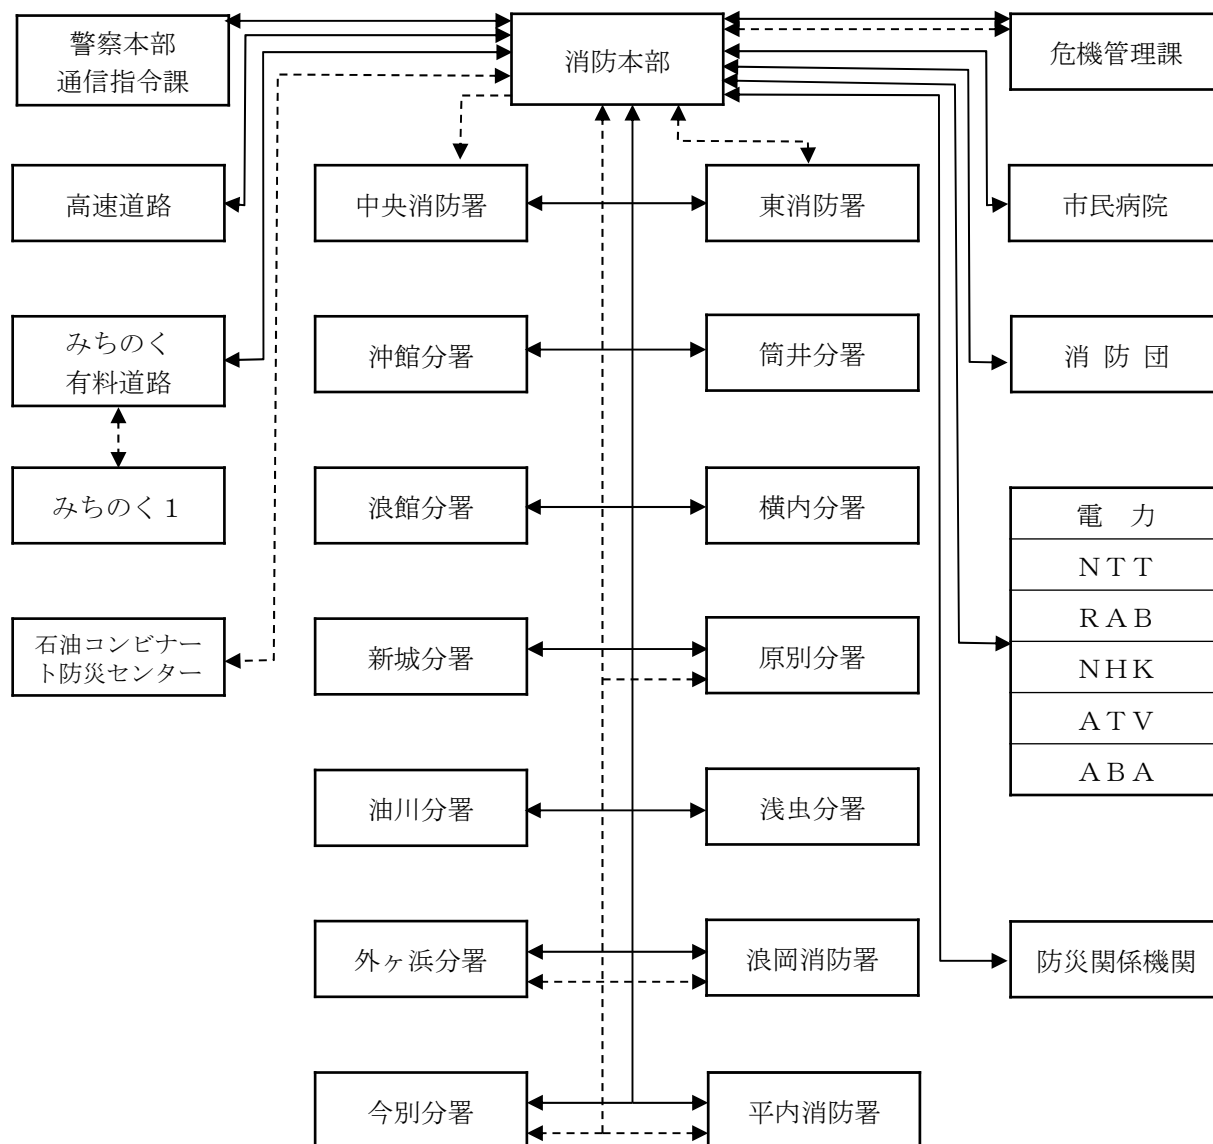 警察本部
通信指令課
消防本部
危機管理課
高速道路
中央消防署
東消防署
市民病院
みちのく
有料道路
沖館分署
筒井分署
消 防 団
みちのく１
浪館分署
横内分署
電　力
ＮＴＴ
ＲＡＢ
ＮＨＫ
ＡＴＶ
ＡＢＡ
石油コンビナー
ト防災センター
新城分署
原別分署
油川分署
浅虫分署
外ヶ浜分署
浪岡消防署
防災関係機関
今別分署
平内消防署